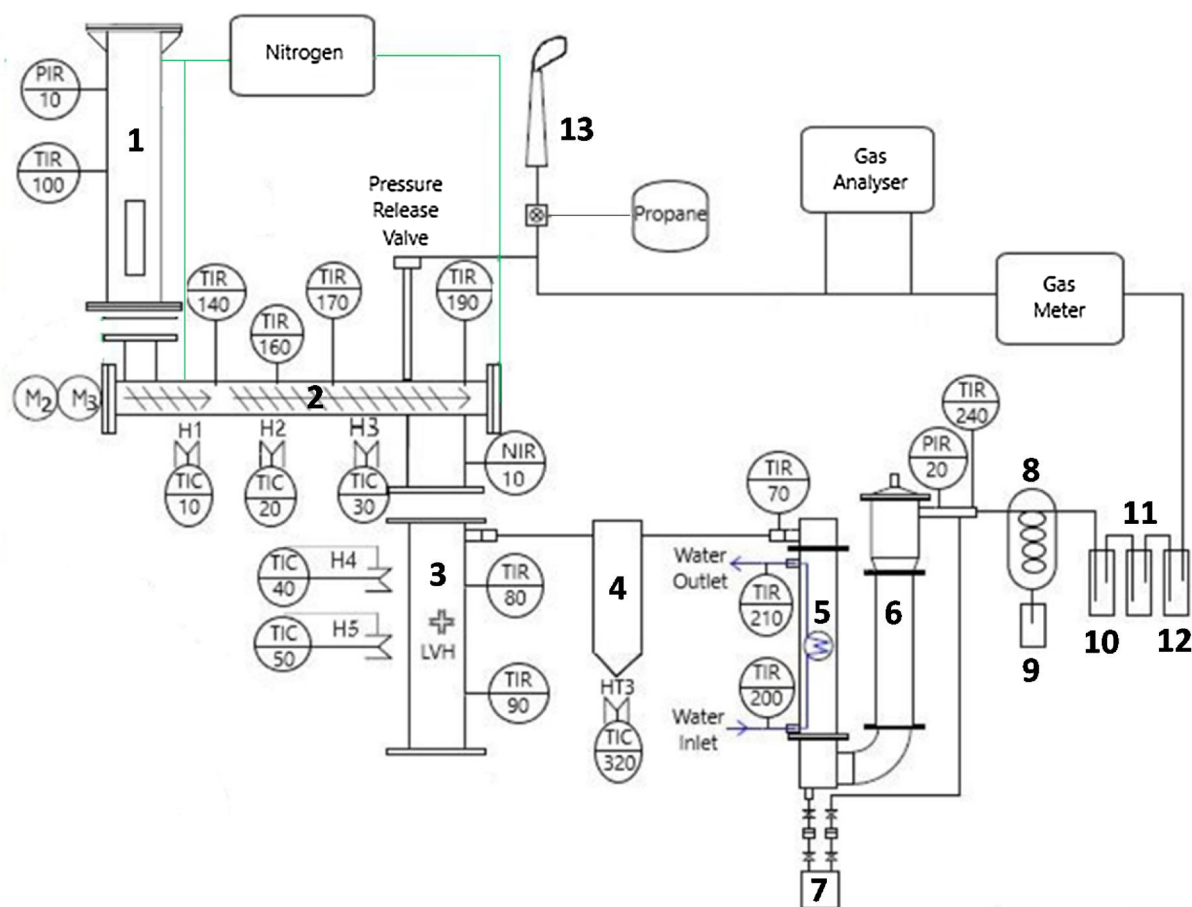 Nitrogen
PIR
10
1
TIR
100
13
Gas
Analyser
Pressure
Release
Valve
Propane
Gas
Meter
TIR
140
TIR
160
TIR
170
TIR
190
M2
M3
2
H1
H2
H3
TIC
10
TIC
20
TIC
30
NIR
10
TIR
240
PIR
20
TIR
70
8
11
3
TIC
40
H4
TIR
80
4
Water
Outlet
TIR
210
5
6
TIC
50
H5
LVH
10
12
9
TIR
90
HT3
TIC
320
TIR
200
Water
Inlet
7